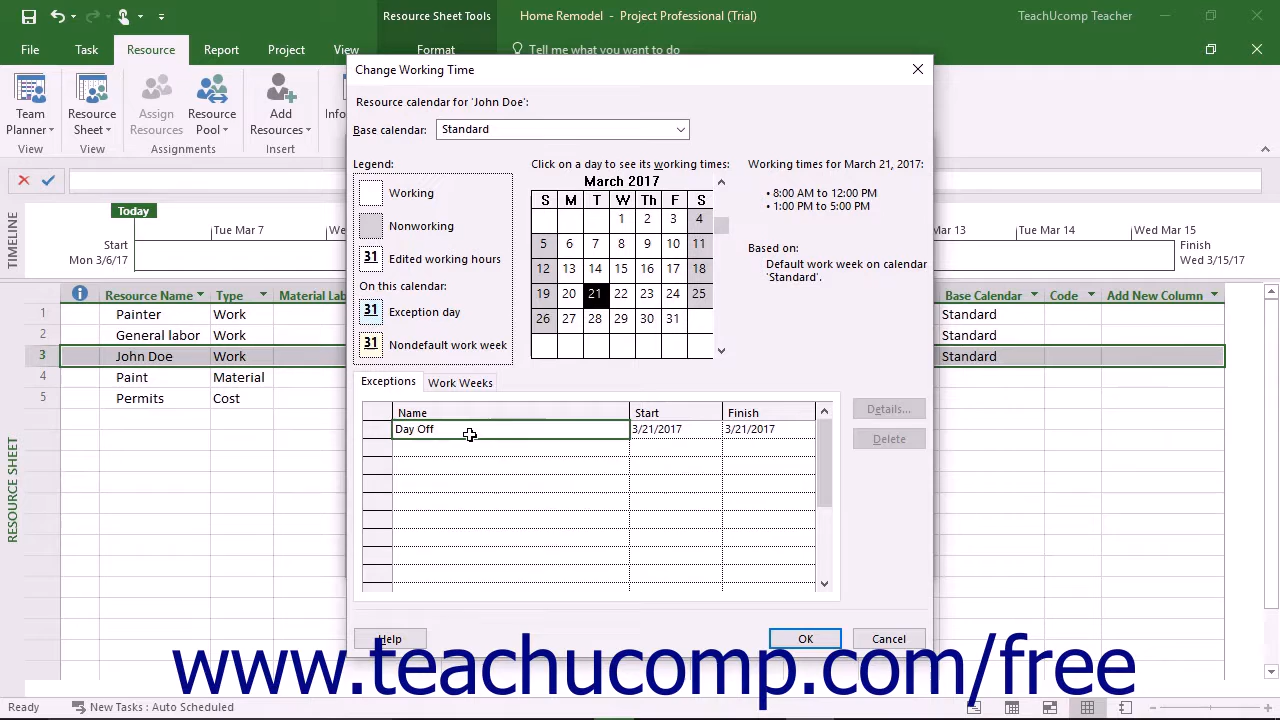 Resource Sheet Tools
Home Remodel - Project Professional (Trial)
TeachUcomp Teacher
File Task Resource Report Project View Format Tell me what you want to do
Team Planner
Resource Sheet
Assign Resources
Resource Pool
Add Resources
View View Assignments Insert
Change Working Time
Resource calendar for 'John Doe':
Base calendar: Standard
Legend:
Working
Nonworking
31 Edited working hours
On this calendar:
31 Exception day
31 Nondefault work week
Click on a day to see its working times:
March 2017
S M T W Th F S
1 2 3 4
5 6 7 8 9 10 11
12 13 14 15 16 17 18
19 20 21 22 23 24 25
26 27 28 29 30 31
Working times for March 21, 2017:
• 8:00 AM to 12:00 PM
• 1:00 PM to 5:00 PM
Based on:
Default work week on calendar
'Standard'.
Exceptions Work Weeks
Name Start Finish
Day Off 3/21/2017 3/21/2017
Details...
Delete
Help OK Cancel
TIMELINE
Today
Start
Mon 3/6/17
Tue Mar 7
Tue Mar 14
Wed Mar 15
Finish
Wed 3/15/17
RESOURCE SHEET
Resource Name Type Base Calendar Code Add New Column
1 Painter Work Standard
2 General labor Work Standard
3 John Doe Work Standard
4 Paint Material
5 Permits Cost
www.teachucomp.com/free
Ready New Tasks : Auto Scheduled